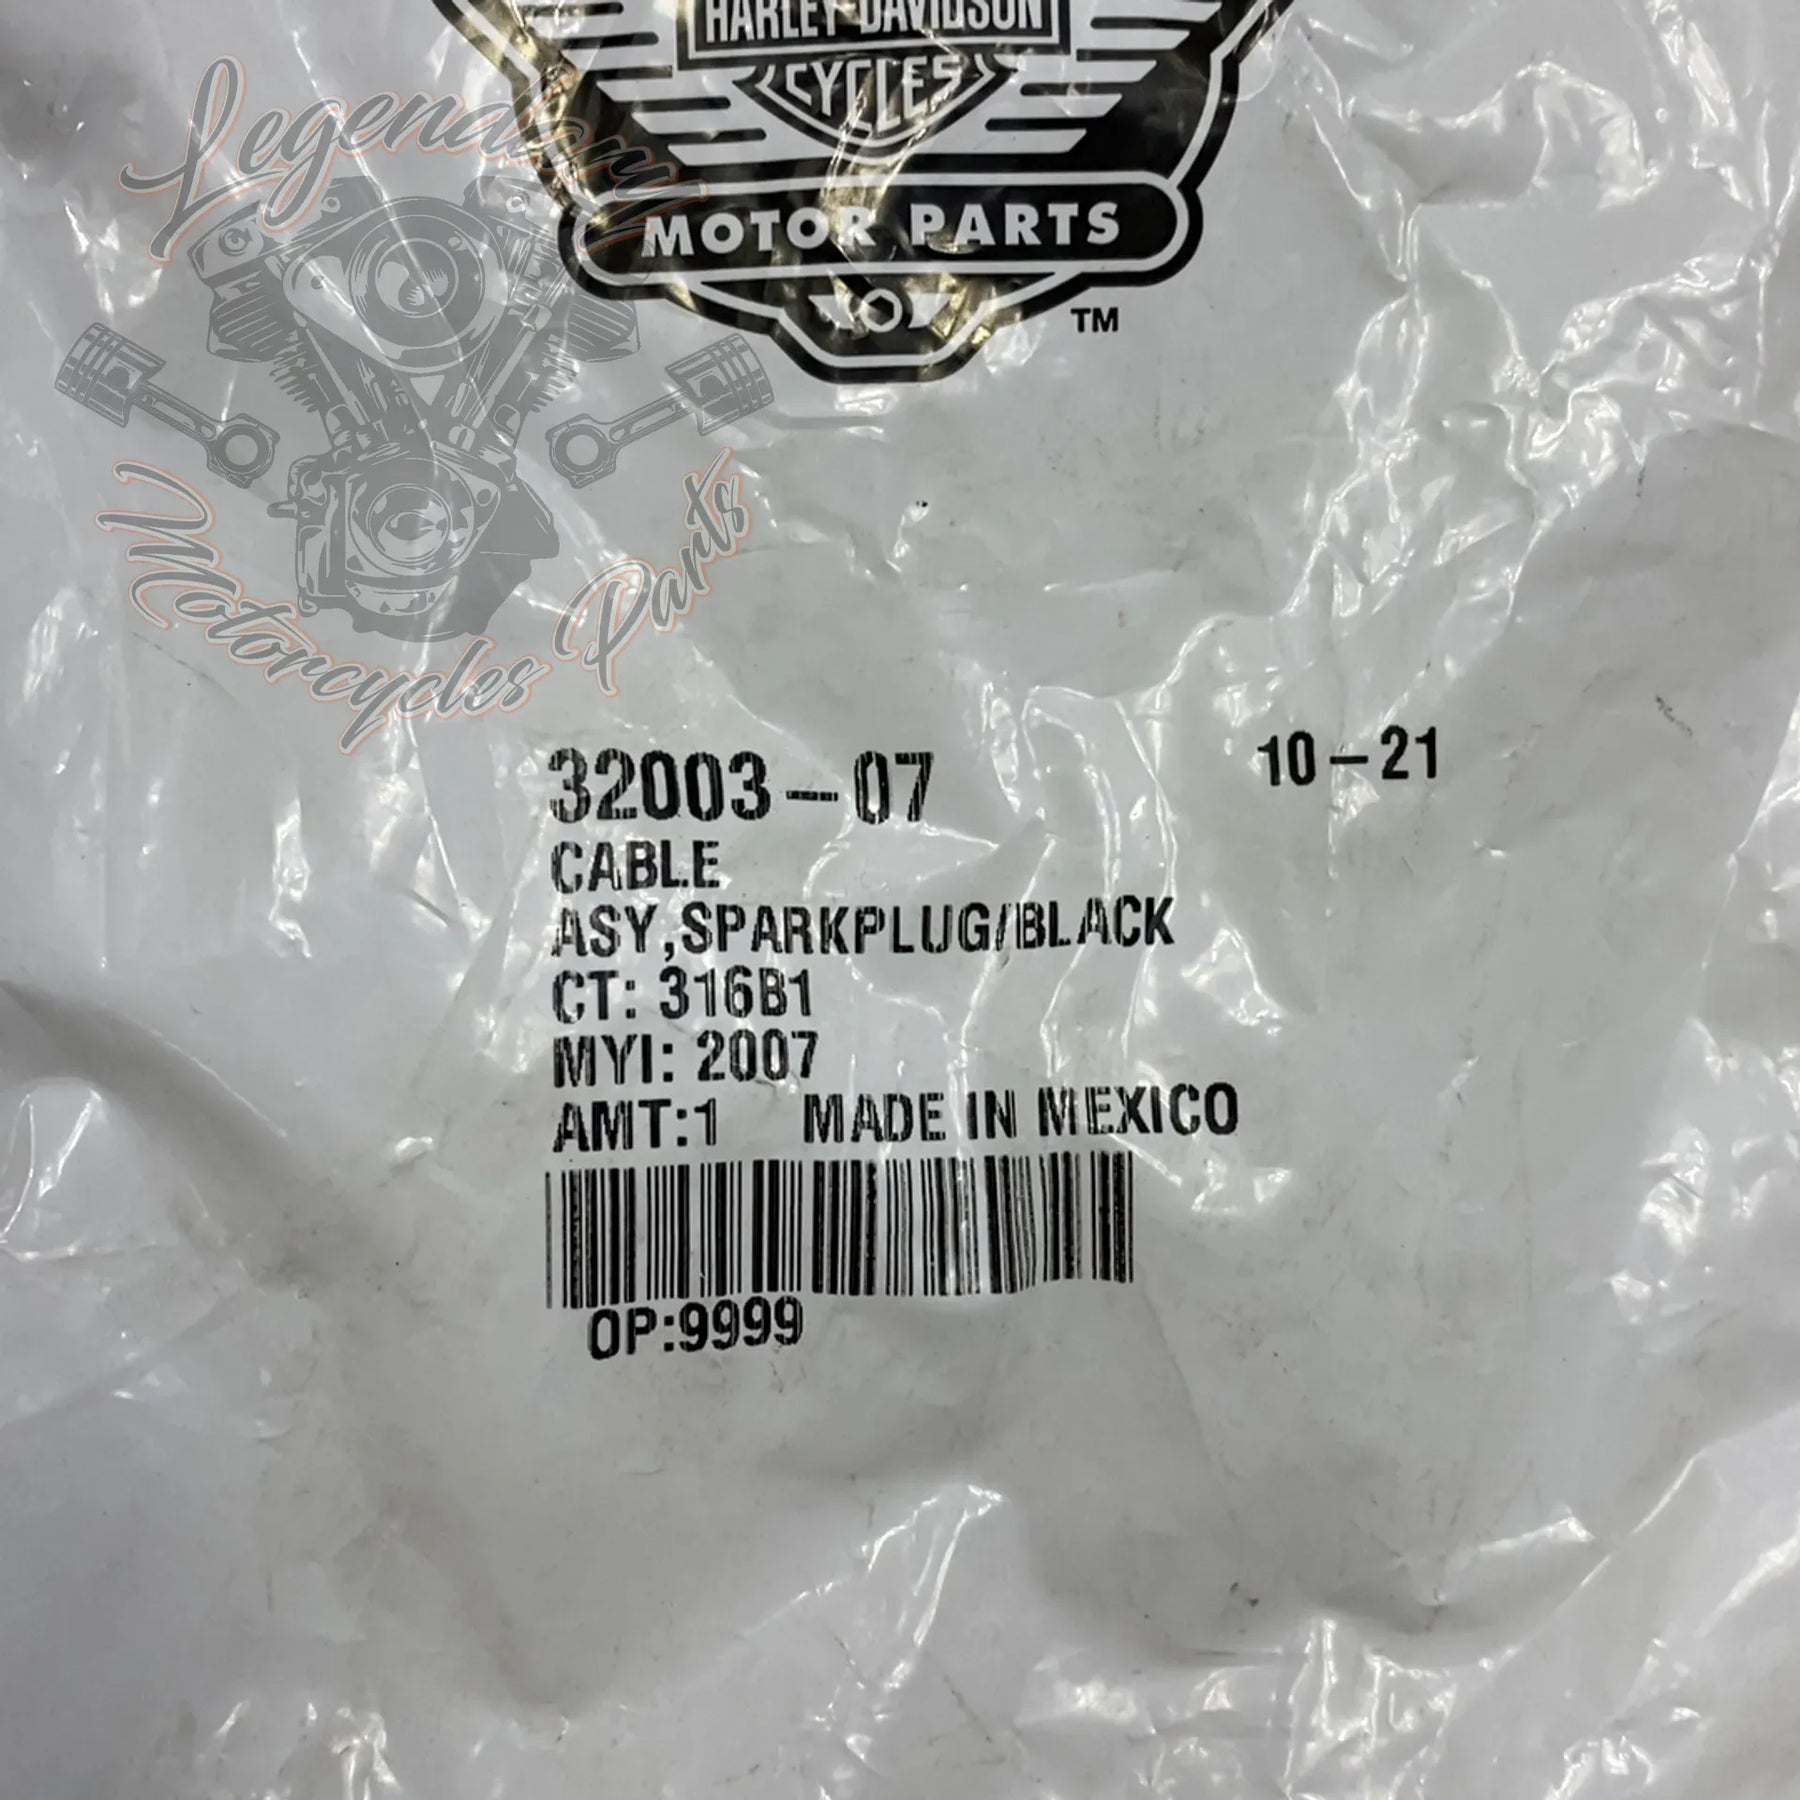 HARLEY-DAVIDSON
CYCLES
MOTOR PARTS
TM
Legendary
Motorcycles Parts
32003-07 10-21
CABLE
ASY,SPARKPLUG/BLACK
CT: 316B1
MYI: 2007
AMT:1 MADE IN MEXICO
OP:9999